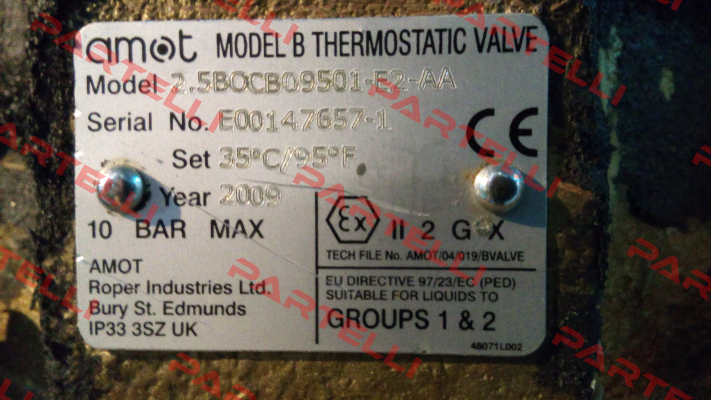 amot MODEL B THERMOSTATIC VALVE
Model 2.5BOCB09501-E2-AA
Serial No. E00147657-1
CE
Set 35°C/95°F
Year 2009
10 BAR MAX
Ex II 2 G X
TECH FILE No. AMOT/04/019/BVALVE
AMOT
Roper Industries Ltd.
Bury St. Edmunds
IP33 3SZ UK
EU DIRECTIVE 97/23/EC (PED)
SUITABLE FOR LIQUIDS TO
GROUPS 1 & 2
48071L002
PARTELLI
PARTELLI
PARTELLI
PARTELLI
PARTELLI